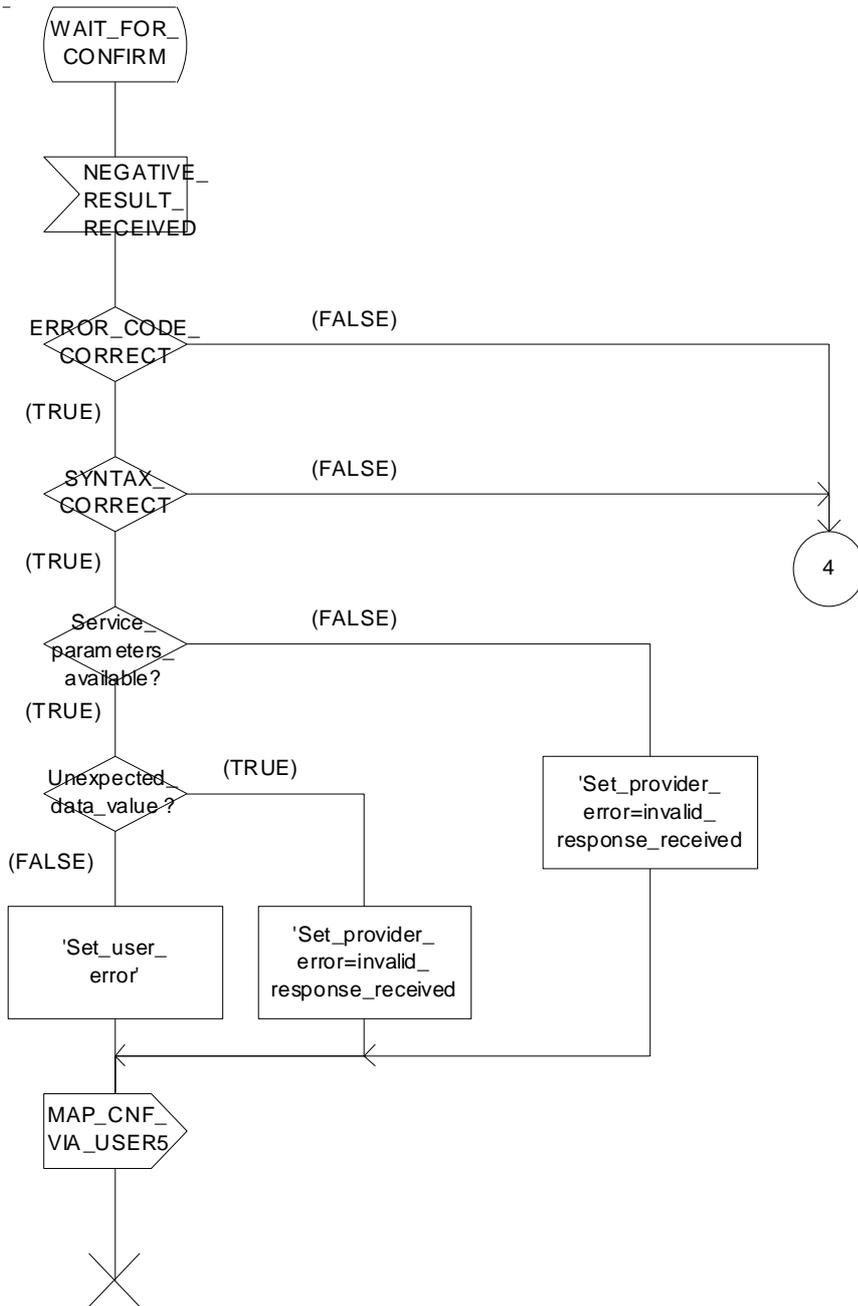 WAIT_FOR_
CONFIRM
NEGATIVE_
RESULT_
RECEIVED
ERROR_CODE_
CORRECT
(FALSE)
(TRUE)
SYNTAX_
CORRECT
(FALSE)
(TRUE)
4
Service_
parameters_
available?
(FALSE)
(TRUE)
Unexpected_
data_value ?
(TRUE)
(FALSE)
'Set_provider_
error=invalid_
response_received
'Set_user_
error'
'Set_provider_
error=invalid_
response_received
MAP_CNF_
VIA_USER5